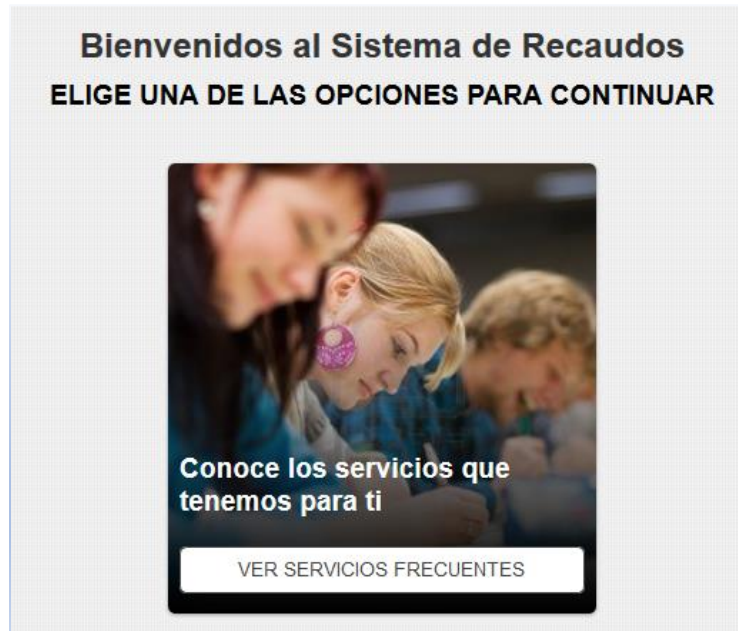 Bienvenidos al Sistema de Recaudos
ELIGE UNA DE LAS OPCIONES PARA CONTINUAR
Conoce los servicios que
tenemos para ti
VER SERVICIOS FRECUENTES